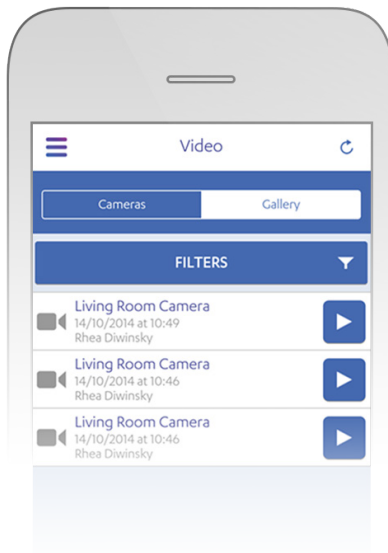 Video
Cameras
Gallery
FILTERS
Living Room Camera
14/10/2014 at 10:49
Rhea Diwinsky
Living Room Camera
14/10/2014 at 10:46
Rhea Diwinsky
Living Room Camera
14/10/2014 at 10:46
Rhea Diwinsky